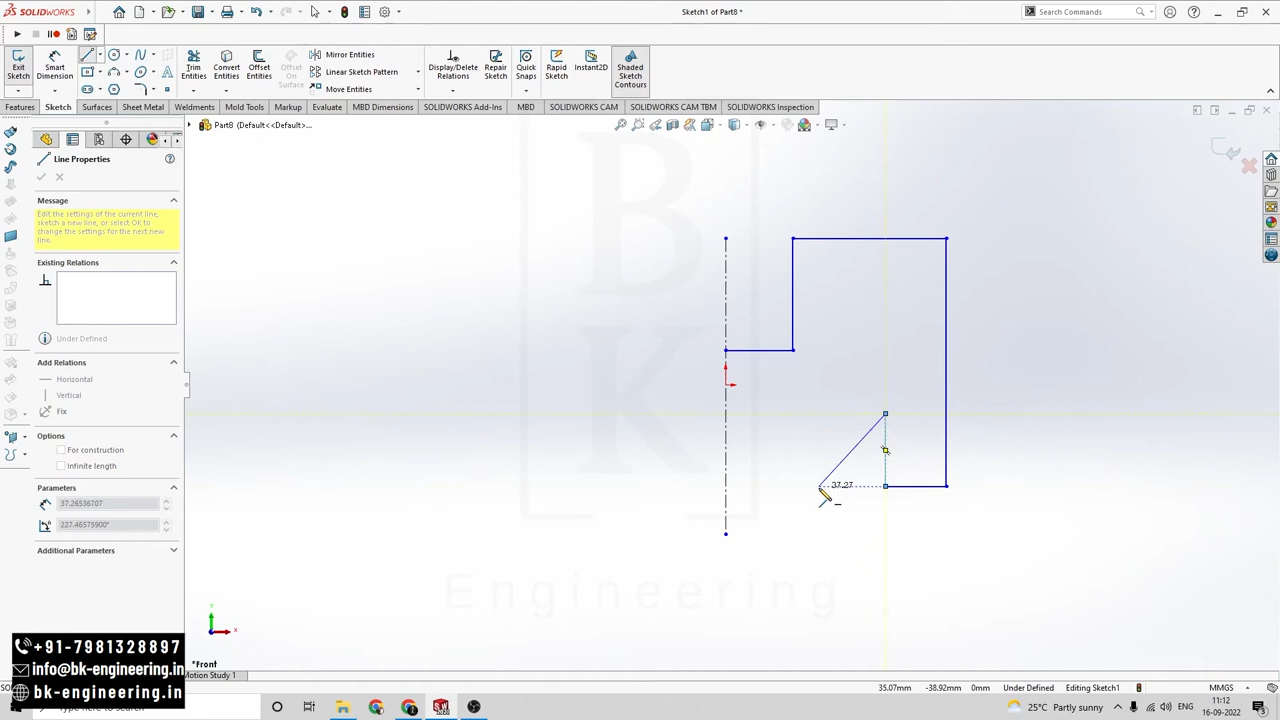 SOLIDWORKS
Sketch1 of Part8 *
Search Commands
Exit Sketch
Smart Dimension
Trim Entities
Convert Entities
Offset Entities
Offset On Surface
Mirror Entities
Linear Sketch Pattern
Move Entities
Display/Delete Relations
Repair Sketch
Quick Snaps
Rapid Sketch
Instant2D
Shaded Sketch Contours
Features
Sketch
Surfaces
Sheet Metal
Weldments
Mold Tools
Markup
Evaluate
MBD Dimensions
SOLIDWORKS Add-Ins
MBD
SOLIDWORKS CAM
SOLIDWORKS CAM TBM
SOLIDWORKS Inspection
Part8 (Default<<Default>...
Line Properties
Message
Edit the settings of the current line,
sketch a new line, or select OK to
change the settings for the next new
line.
Existing Relations
Under Defined
Add Relations
Horizontal
Vertical
Fix
Options
For construction
Infinite length
Parameters
37.26536707
227.46575900°
Additional Parameters
B
K
Engineering
37.27
Y
x
*Front
Motion Study 1
+91-7981328897
info@bk-engineering.in
bk-engineering.in
35.07mm
-38.92mm
0mm
Under Defined
Editing Sketch1
MMGS
Type here to search
25°C Partly sunny
ENG
11:12
16-09-2022